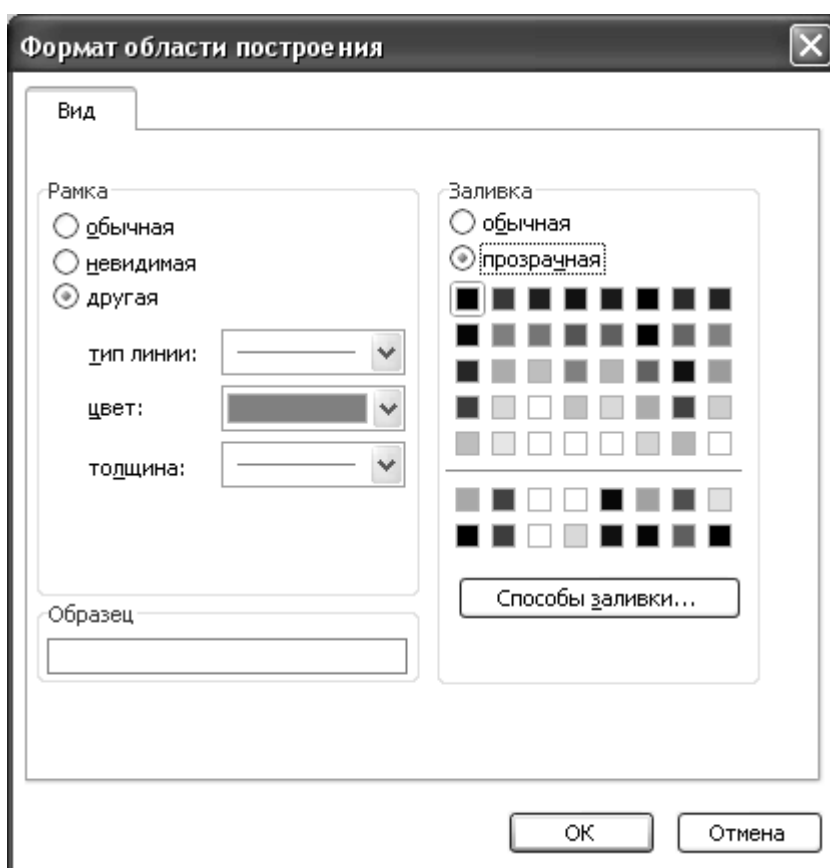 Формат области построения
Вид
Рамка
обычная
невидимая
другая
тип линии:
цвет:
толщина:
Образец
Заливка
обычная
прозрачная
Способы заливки...
ОК
Отмена